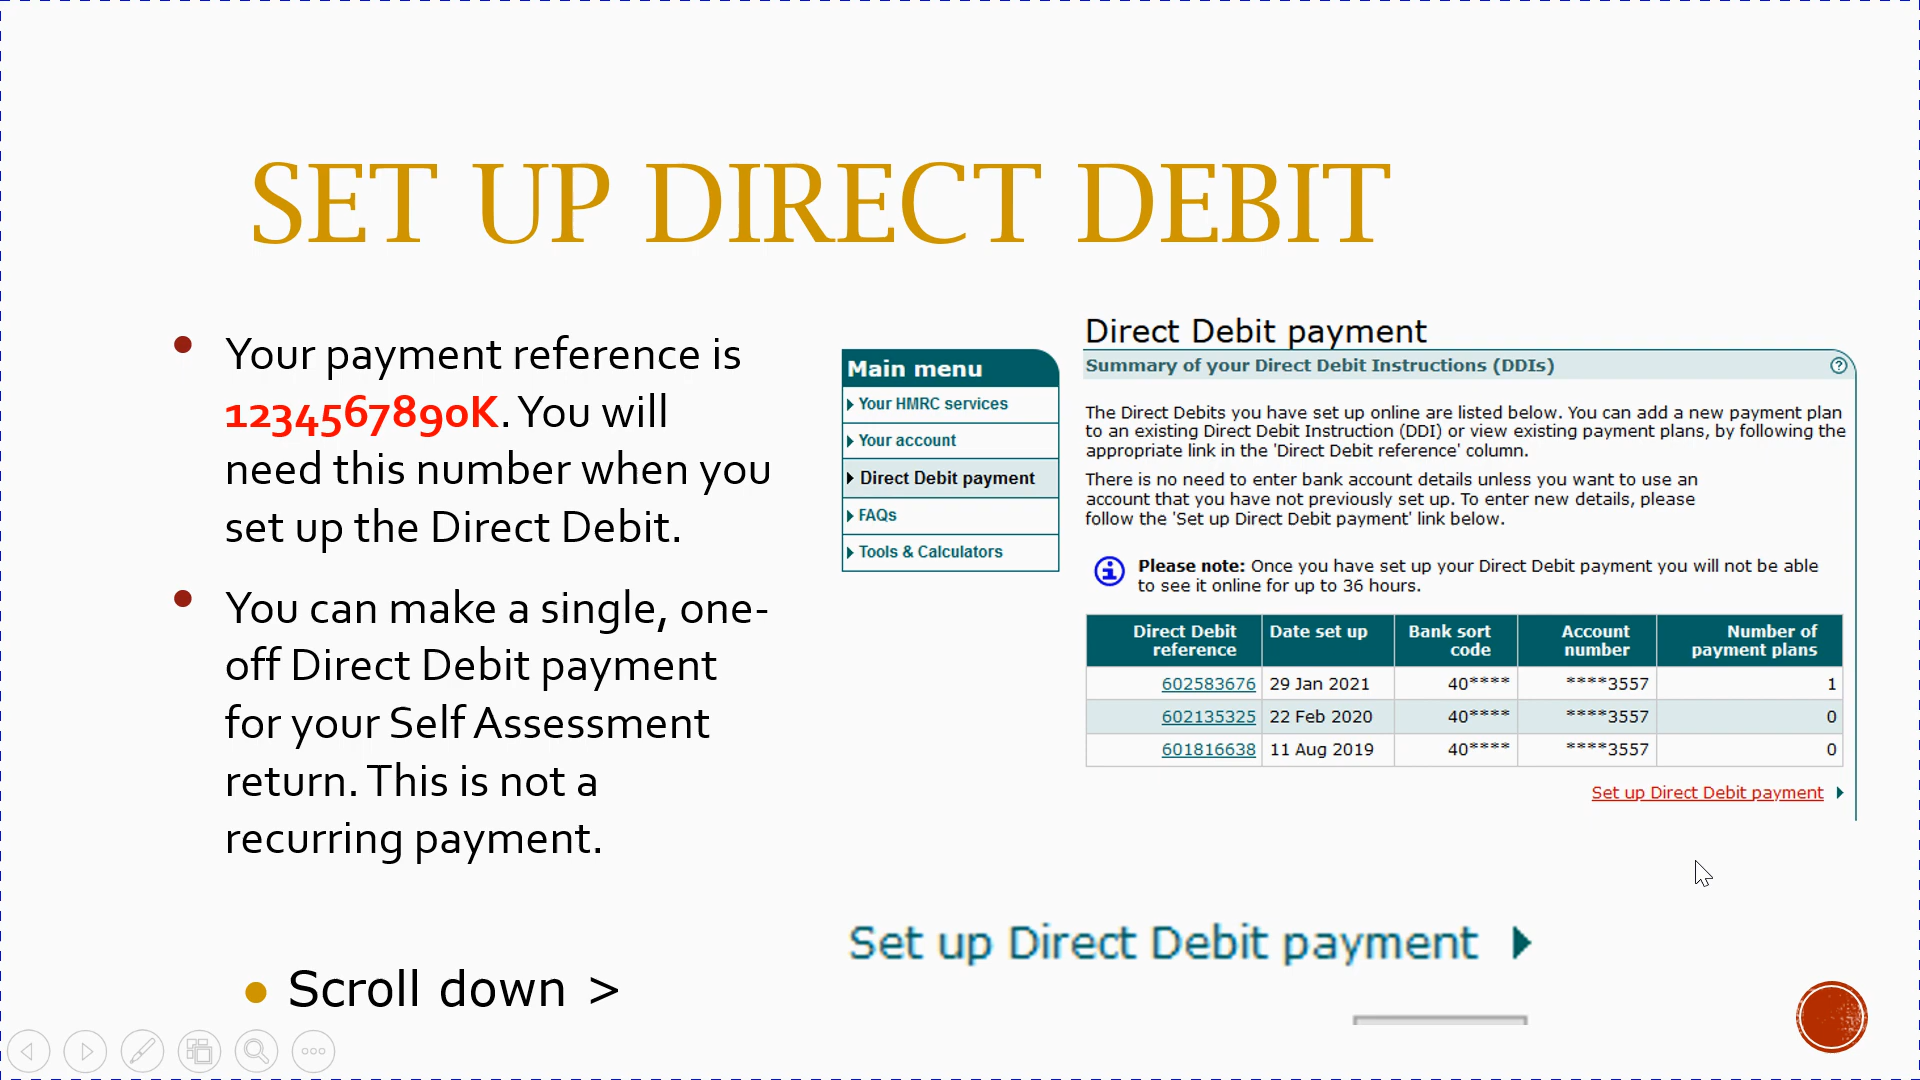 SET UP DIRECT DEBIT
• Your payment reference is
1234567890K. You will
need this number when you
set up the Direct Debit.
• You can make a single, one-
off Direct Debit payment
for your Self Assessment
return. This is not a
recurring payment.
• Scroll down >
Main menu
Your HMRC services
Your account
Direct Debit payment
FAQs
Tools & Calculators
Direct Debit payment
Summary of your Direct Debit Instructions (DDIs) ?
The Direct Debits you have set up online are listed below. You can add a new payment plan
to an existing Direct Debit Instruction (DDI) or view existing payment plans, by following the
appropriate link in the 'Direct Debit reference' column.
There is no need to enter bank account details unless you want to use an
account that you have not previously set up. To enter new details, please
follow the 'Set up Direct Debit payment' link below.
Please note: Once you have set up your Direct Debit payment you will not be able
to see it online for up to 36 hours.
Direct Debit reference Date set up Bank sort code Account number Number of payment plans
602583676 29 Jan 2021 40**** ****3557 1
602135325 22 Feb 2020 40**** ****3557 0
601816638 11 Aug 2019 40**** ****3557 0
Set up Direct Debit payment
Set up Direct Debit payment